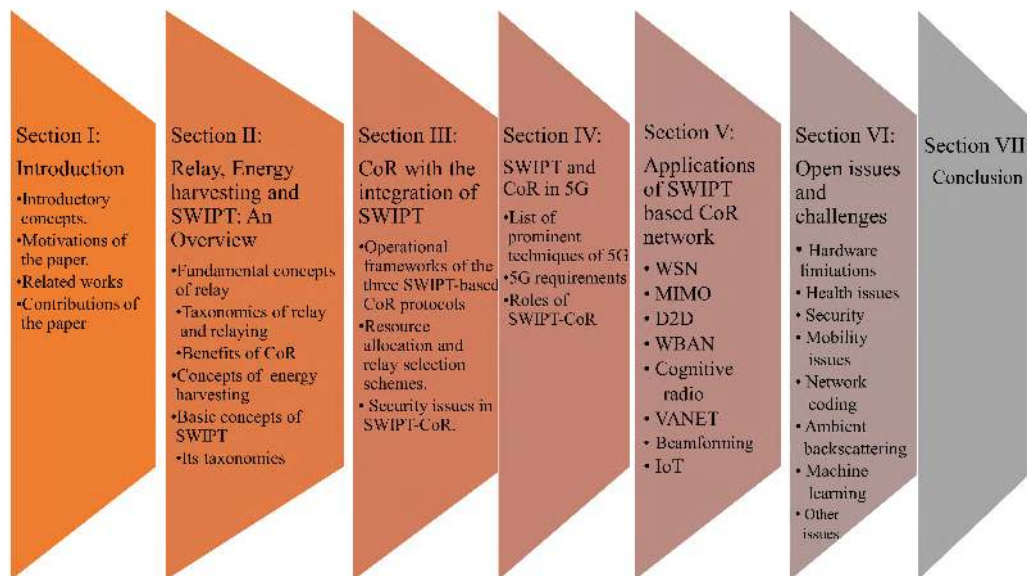 Section I:
Introduction
•Introductory
concepts.
•Motivations of
the paper.
•Related works
•Contributions of
the paper
Section II:
Relay, Energy
harvesting and
SWIPT: An
Overview
•Fundamental concepts
of relay
•Taxonomics of relay
and relaying
•Benefits of CoR
•Concepts of energy
harvesting
•Basic concepts of
SWIPT
•Its taxonomies
Section III:
CoR with the
integration of
SWIPT
•Operational
frameworks of the
three SWIPT-based
CoR protocols
•Resource
allocation and
relay selection
schemes.
• Security issues in
SWIPT-CoR.
Section IV:
SWIPT and
CoR in 5G
•List of
prominent
techniques of 5G
•5G requirements
•Roles of
SWIPT-CoR
Section V:
Applications
of SWIPT
based CoR
network
• WSN
• MIMO
• D2D
• WBAN
• Cognitive
radio
• VANET
• Beamforming
• IoT
Section VI:
Open issues
and
challenges
• Hardware
limitations
•Health issues
•Security
• Mobility
issues
•Network
coding
•Ambient
backscattering
•Machine
learning
• Other
issues
Section VII
Conclusion